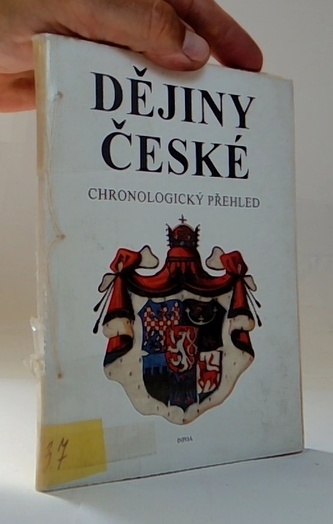 DĚJINY
ČESKÉ
CHRONOLOGICKÝ PŘEHLED
INFOA
37